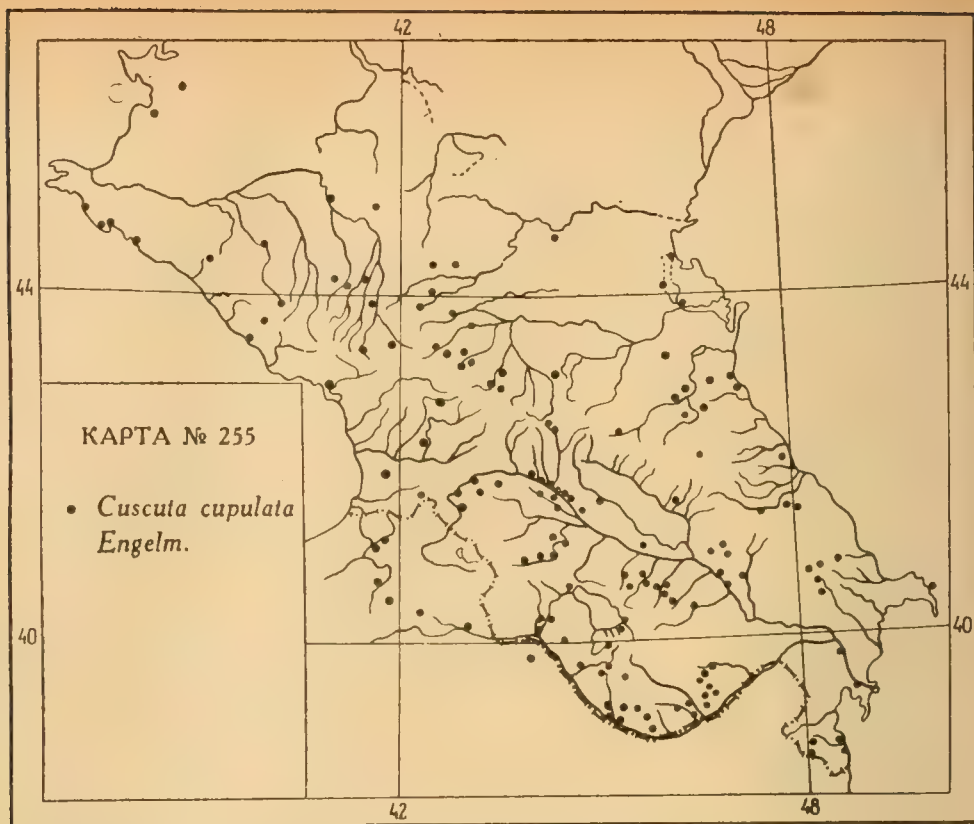 42 48
44 44
КАРТА № 255
• Cuscuta cupulata
Engelm.
40 40
42 48